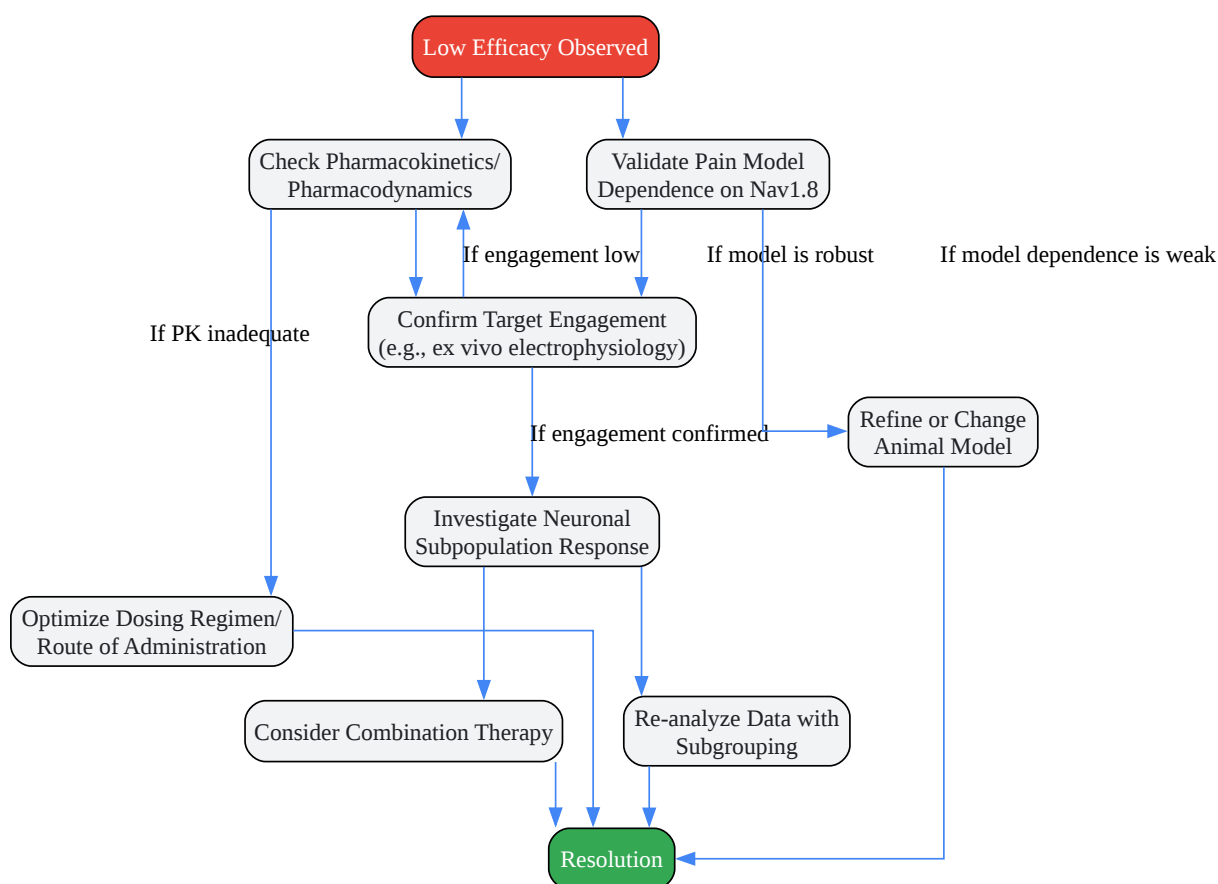 Low Efficacy Observed
Check Pharmacokinetics/
Pharmacodynamics
Validate Pain Model
Dependence on Nav1.8
If engagement low
If model is robust
If model dependence is weak
Confirm Target Engagement
(e.g., ex vivo electrophysiology)
If PK inadequate
Refine or Change
Animal Model
If engagement confirmed
Investigate Neuronal
Subpopulation Response
Optimize Dosing Regimen/
Route of Administration
Consider Combination Therapy
Re-analyze Data with
Subgrouping
Resolution